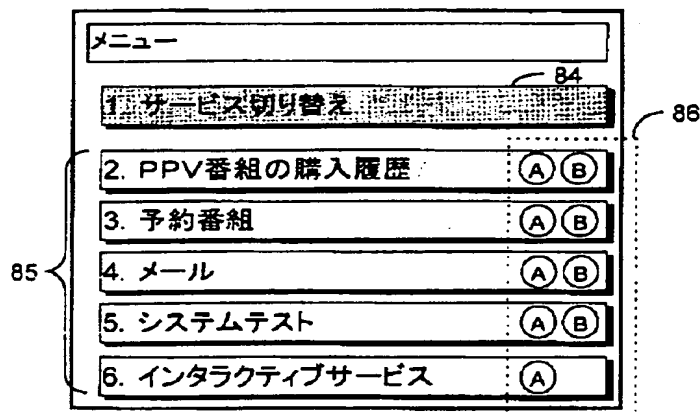 メニュー
84
1. サービス切り替え
86
2. PPV番組の購入履歴 A B
3. 予約番組 A B
85
4. メール A B
5. システムテスト A B
6. インタラクティブサービス A